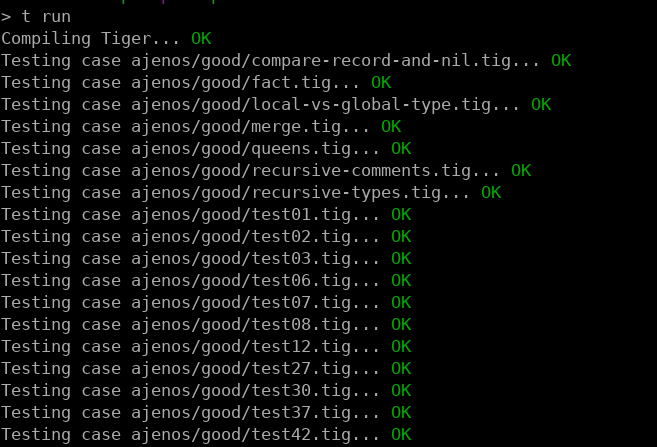 > t run
Compiling Tiger... OK
Testing case ajenos/good/compare-record-and-nil.tig... OK
Testing case ajenos/good/fact.tig... OK
Testing case ajenos/good/local-vs-global-type.tig... OK
Testing case ajenos/good/merge.tig... OK
Testing case ajenos/good/queens.tig... OK
Testing case ajenos/good/recursive-comments.tig... OK
Testing case ajenos/good/recursive-types.tig... OK
Testing case ajenos/good/test01.tig... OK
Testing case ajenos/good/test02.tig... OK
Testing case ajenos/good/test03.tig... OK
Testing case ajenos/good/test06.tig... OK
Testing case ajenos/good/test07.tig... OK
Testing case ajenos/good/test08.tig... OK
Testing case ajenos/good/test12.tig... OK
Testing case ajenos/good/test27.tig... OK
Testing case ajenos/good/test30.tig... OK
Testing case ajenos/good/test37.tig... OK
Testing case ajenos/good/test42.tig... OK